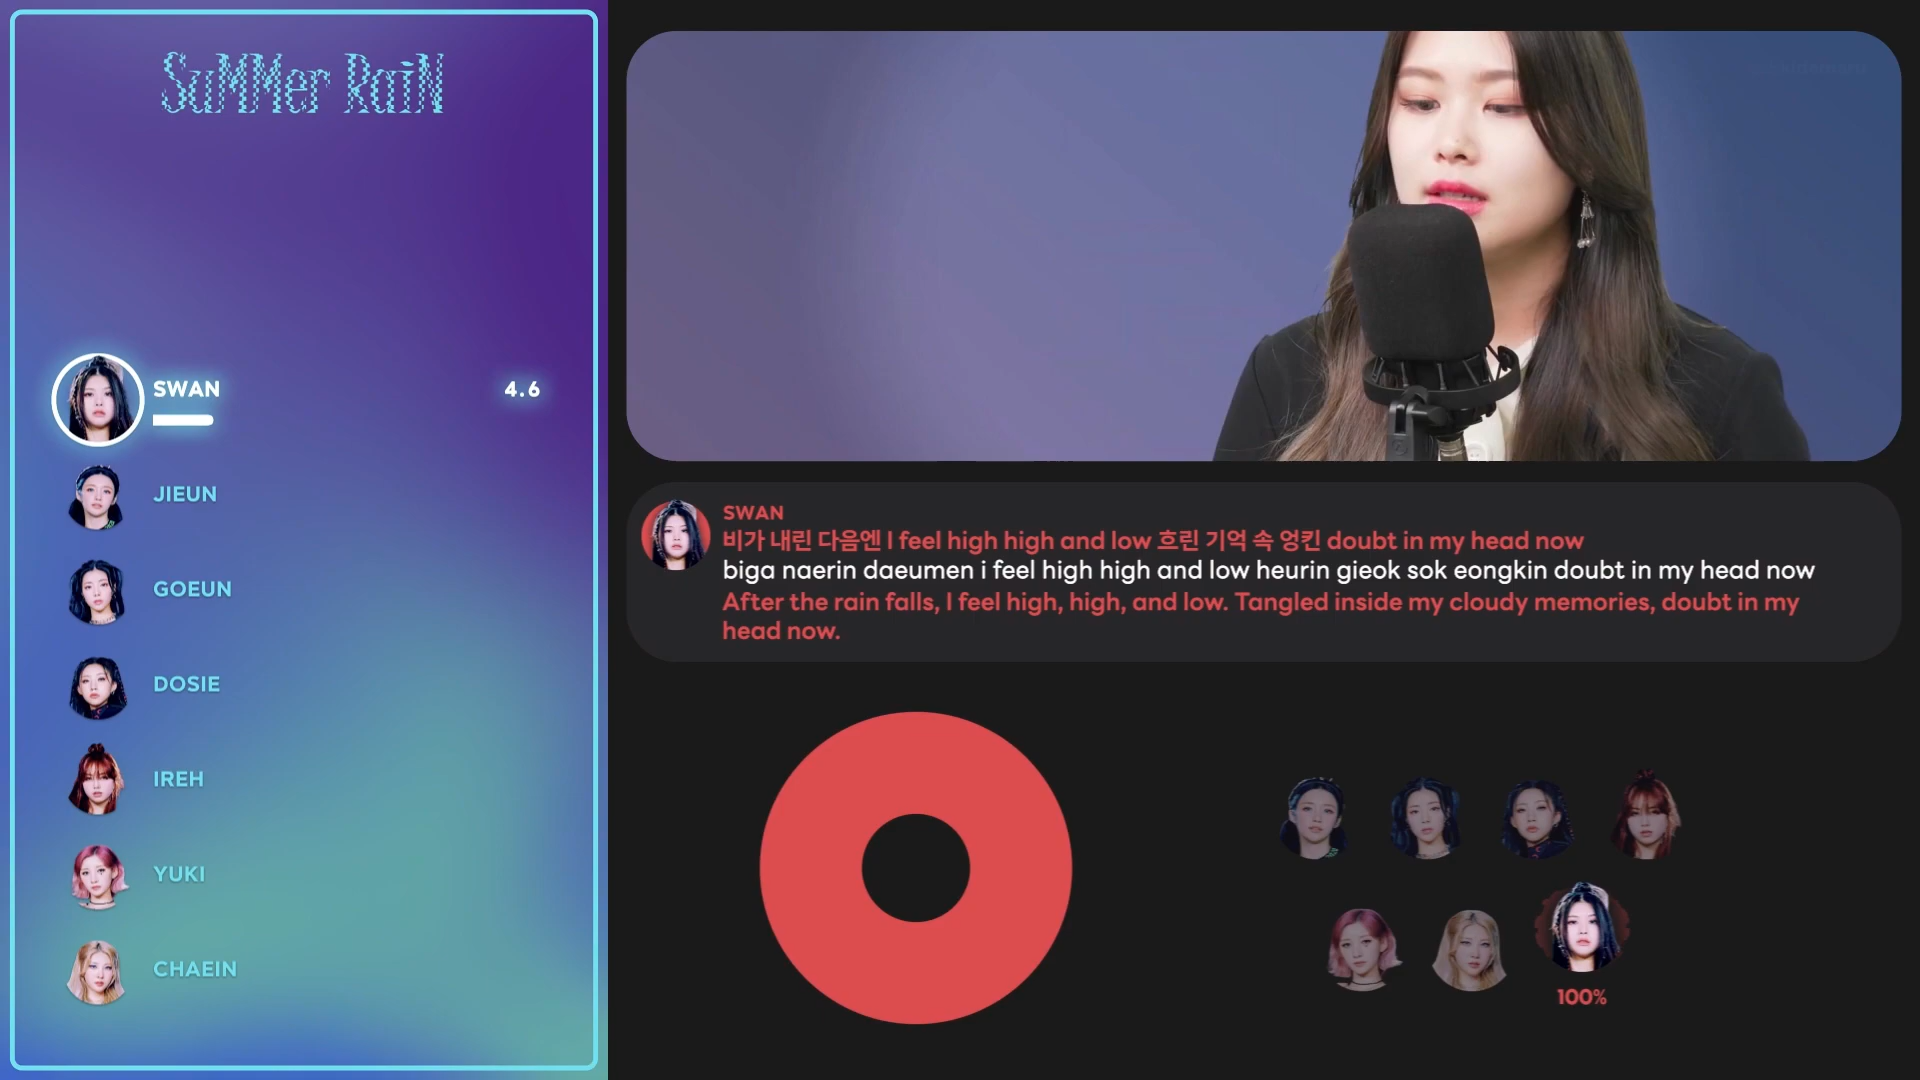 SuMMer RaiN
SWAN
4.6
JIEUN
GOEUN
DOSIE
IREH
YUKI
CHAEIN
SWAN
비가 내린 다음엔 I feel high high and low 흐린 기억 속 엉킨 doubt in my head now
biga naerin daeumen i feel high high and low heurin gieok sok eongkin doubt in my head now
After the rain falls, I feel high, high, and low. Tangled inside my cloudy memories, doubt in my
head now.
100%